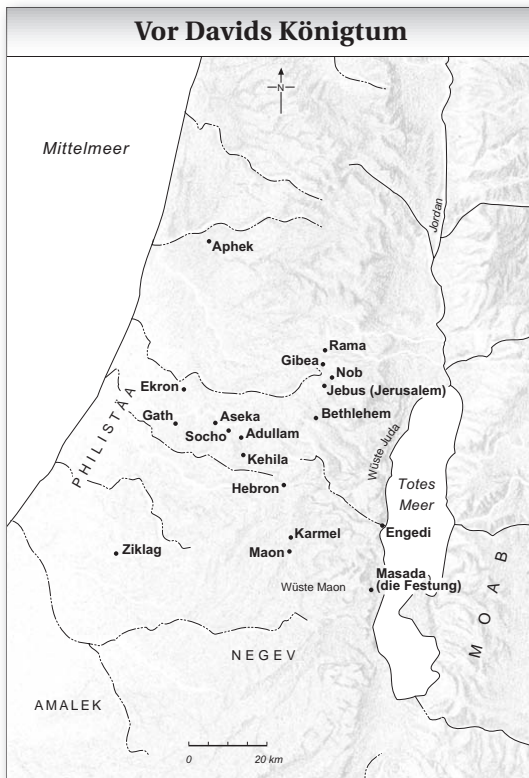 Vor Davids Königtum
N
Mittelmeer
Jordan
Aphek
Rama
Gibea
Nob
Jebus (Jerusalem)
Ekron
PHILISTÄA
Gath
Aseka
Bethlehem
Socho
Adullam
Wüste Juda
Kehila
Totes
Meer
Hebron
Engedi
Karmel
Ziklag
Maon
MOAB
Masada
(die Festung)
Wüste Maon
NEGEV
AMALEK
0 20 km